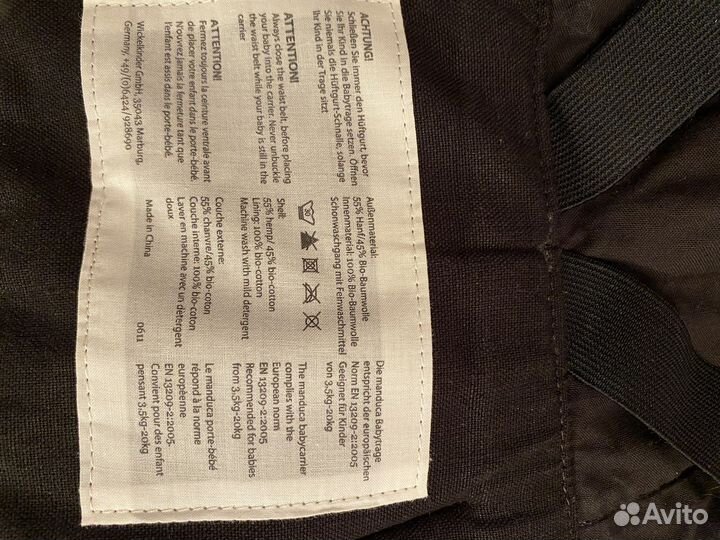 ACHTUNG!
Schließen Sie immer den Hüftgurt, bevor
Sie Ihr Kind in die Babytrage setzen. Öffnen
Sie niemals die Hüftgurt-Schnalle, solange
Ihr Kind in der Trage sitzt
ATTENTION!
Always close the waist belt, before placing
your baby into the carrier. Never unbuckle
the waist belt while your baby is still in the
carrier
ATTENTION!
Fermez toujours la ceinture ventrale avant
de placer votre enfant dans le porte-bébé.
N'ouvrez jamais la fermeture tant que
l'enfant est assis dans le porte-bébé.
Wickelkinder GmbH, 35043 Marburg,
Germany, +49/(0)6424/928690
Außenmaterial:
55% Hanf/45% Bio-Baumwolle
Innenmaterial: 100% Bio-Baumwolle
Schonwaschgang mit Feinwaschmittel
30
Shell:
55% hemp/ 45% bio-cotton
Lining: 100% bio-cotton
Machine wash with mild detergent
Couche externe:
55% chanvre/45% bio-coton
Couche interne: 100% bio-coton
Laver en machine avec un détergent
doux
Made in China
0611
Die manduca Babytrage
entspricht der europäischen
Norm EN 13209-2:2005
Geeignet für Kinder
von 3,5kg-20kg
The manduca babycarrier
complies with the
European norm
EN 13209-2:2005
Recommended for babies
from 3,5kg-20kg
Le manduca porte-bébé
répond à la norme
européenne
EN 13209-2:2005.
Convient pour des enfant
pensant 3,5kg-20kg
Avito